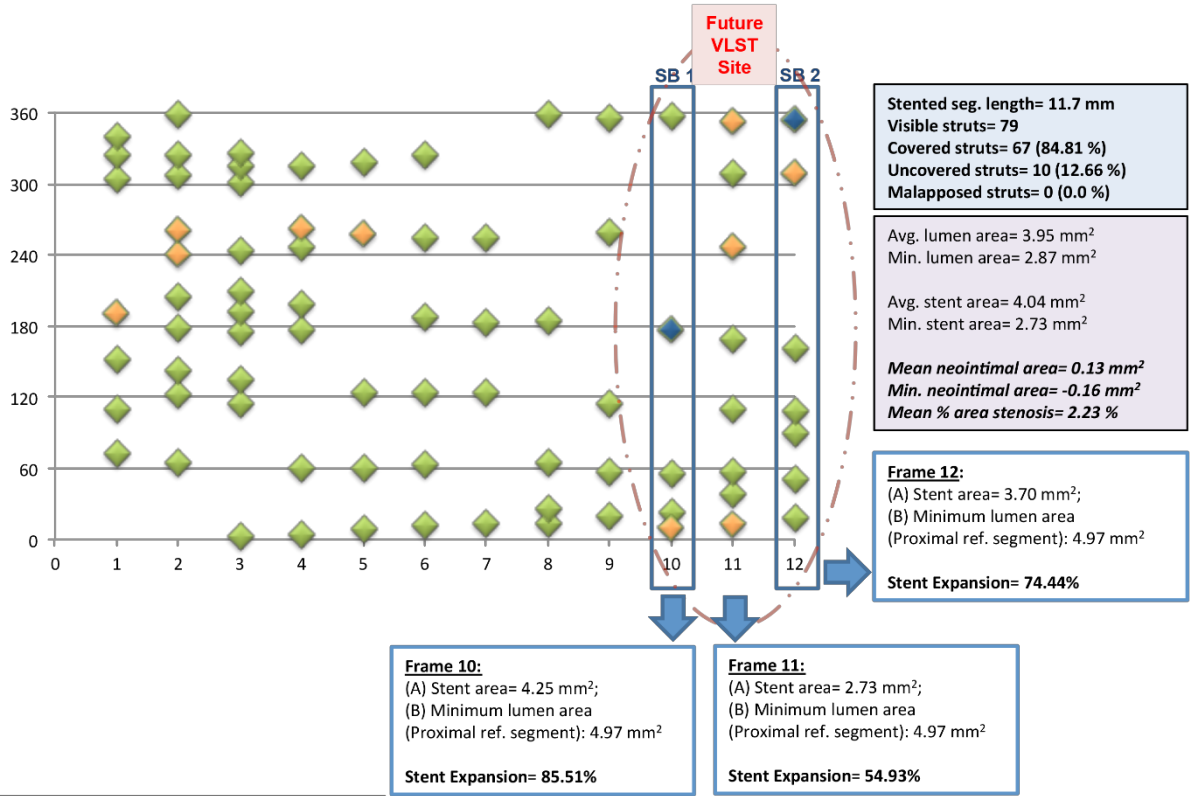 Future
VLST
Site
SB 1
SB 2
360
300
240
180
120
60
0
0 1 2 3 4 5 6 7 8 9 10 11 12
Stented seg. length= 11.7 mm
Visible struts= 79
Covered struts= 67 (84.81 %)
Uncovered struts= 10 (12.66 %)
Malapposed struts= 0 (0.0 %)
Avg. lumen area= 3.95 mm²
Min. lumen area= 2.87 mm²
Avg. stent area= 4.04 mm²
Min. stent area= 2.73 mm²
Mean neointimal area= 0.13 mm²
Min. neointimal area= -0.16 mm²
Mean % area stenosis= 2.23 %
Frame 12:
(A) Stent area= 3.70 mm²;
(B) Minimum lumen area
(Proximal ref. segment): 4.97 mm²
Stent Expansion= 74.44%
Frame 10:
(A) Stent area= 4.25 mm²;
(B) Minimum lumen area
(Proximal ref. segment): 4.97 mm²
Stent Expansion= 85.51%
Frame 11:
(A) Stent area= 2.73 mm²;
(B) Minimum lumen area
(Proximal ref. segment): 4.97 mm²
Stent Expansion= 54.93%